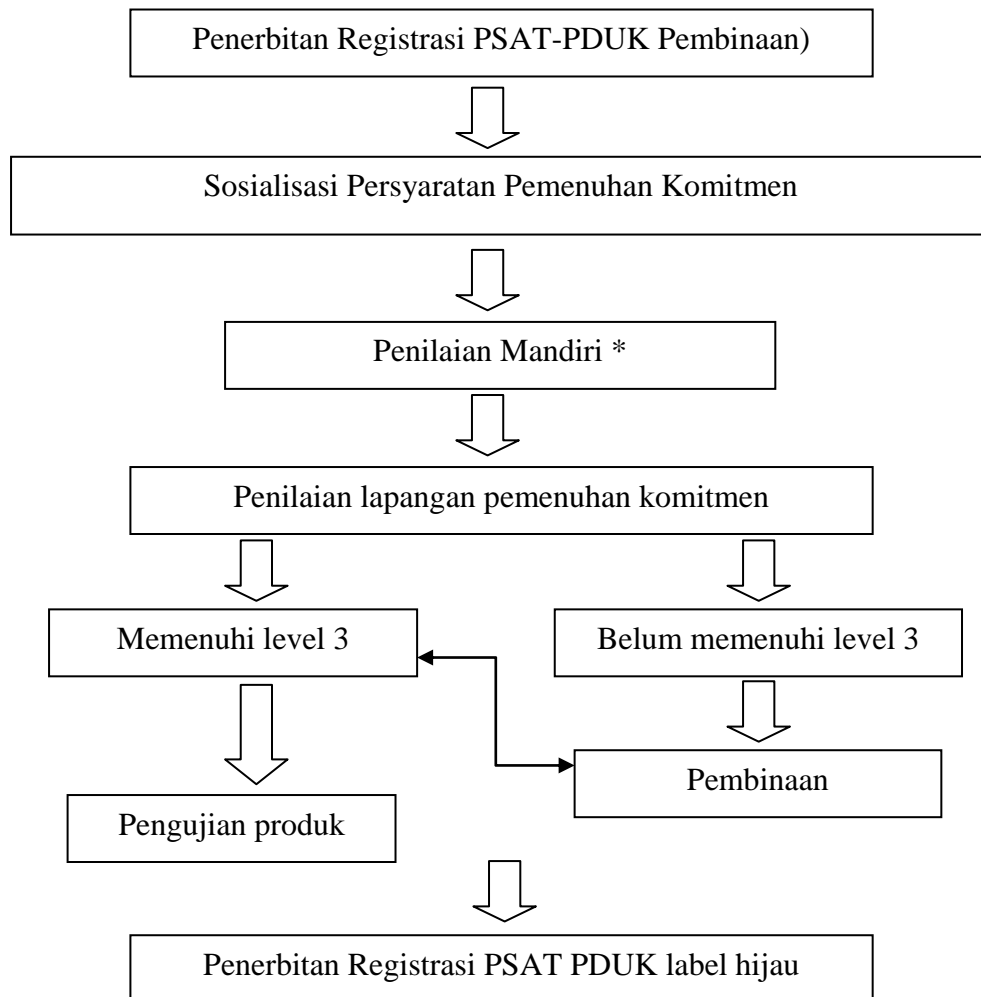 Penerbitan Registrasi PSAT-PDUK Pembinaan)
Sosialisasi Persyaratan Pemenuhan Komitmen
Penilaian Mandiri *
Penilaian lapangan pemenuhan komitmen
Memenuhi level 3
Belum memenuhi level 3
Pembinaan
Pengujian produk
Penerbitan Registrasi PSAT PDUK label hijau